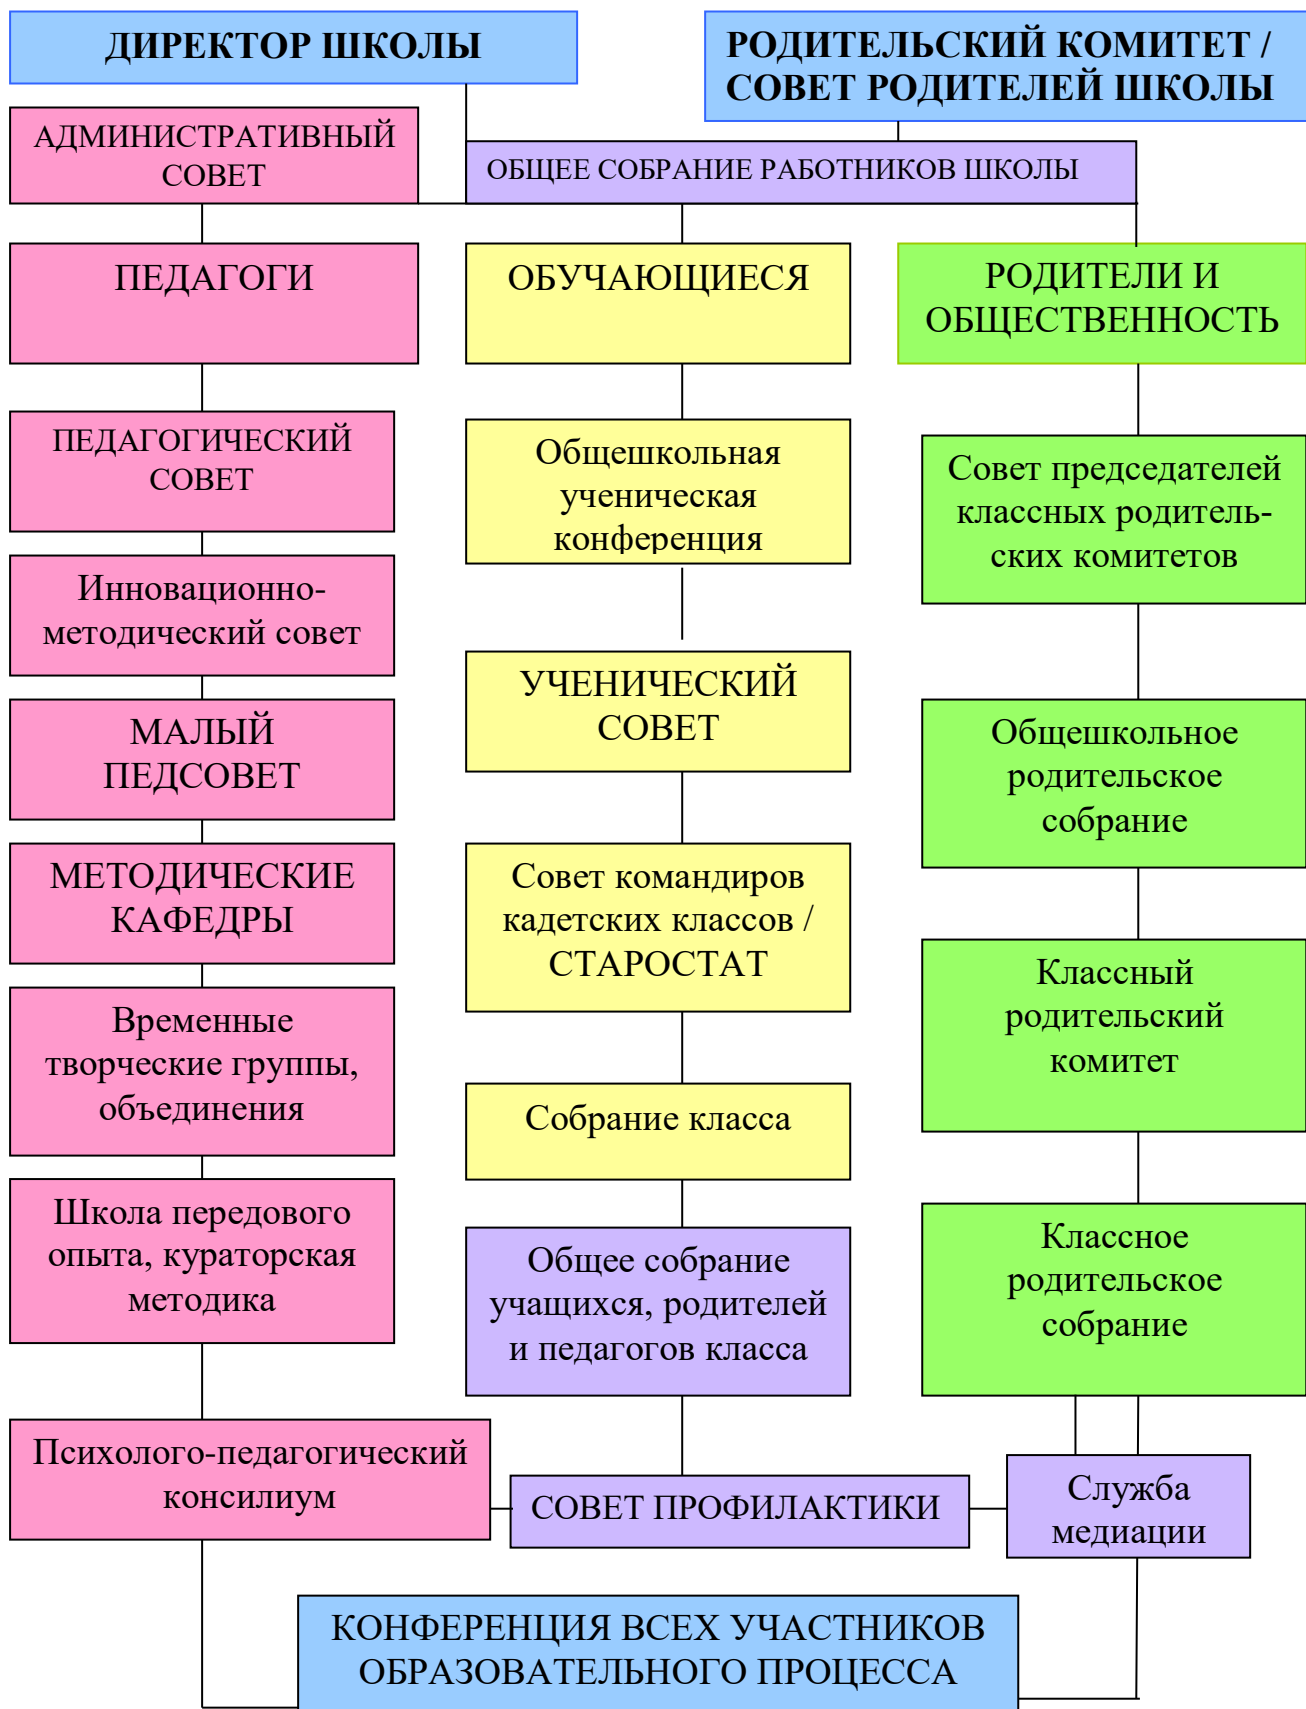 ДИРЕКТОР ШКОЛЫ
РОДИТЕЛЬСКИЙ КОМИТЕТ /
СОВЕТ РОДИТЕЛЕЙ ШКОЛЫ
АДМИНИСТРАТИВНЫЙ
СОВЕТ
ОБЩЕЕ СОБРАНИЕ РАБОТНИКОВ ШКОЛЫ
ПЕДАГОГИ
ОБУЧАЮЩИЕСЯ
РОДИТЕЛИ И
ОБЩЕСТВЕННОСТЬ
ПЕДАГОГИЧЕСКИЙ
СОВЕТ
Инновационно-
методический совет
МАЛЫЙ
ПЕДСОВЕТ
МЕТОДИЧЕСКИЕ
КАФЕДРЫ
Временные
творческие группы,
объединения
Школа передового
опыта, кураторская
методика
Психолого-педагогический
консилиум
Общешкольная
ученическая
конференция
УЧЕНИЧЕСКИЙ
СОВЕТ
Совет командиров
кадетских классов /
СТАРОСТАТ
Собрание класса
Общее собрание
учащихся, родителей
и педагогов класса
СОВЕТ ПРОФИЛАКТИКИ
Совет председателей
классных родитель-
ских комитетов
Общешкольное
родительское
собрание
Классный
родительский
комитет
Классное
родительское
собрание
Служба
медиации
КОНФЕРЕНЦИЯ ВСЕХ УЧАСТНИКОВ
ОБРАЗОВАТЕЛЬНОГО ПРОЦЕССА